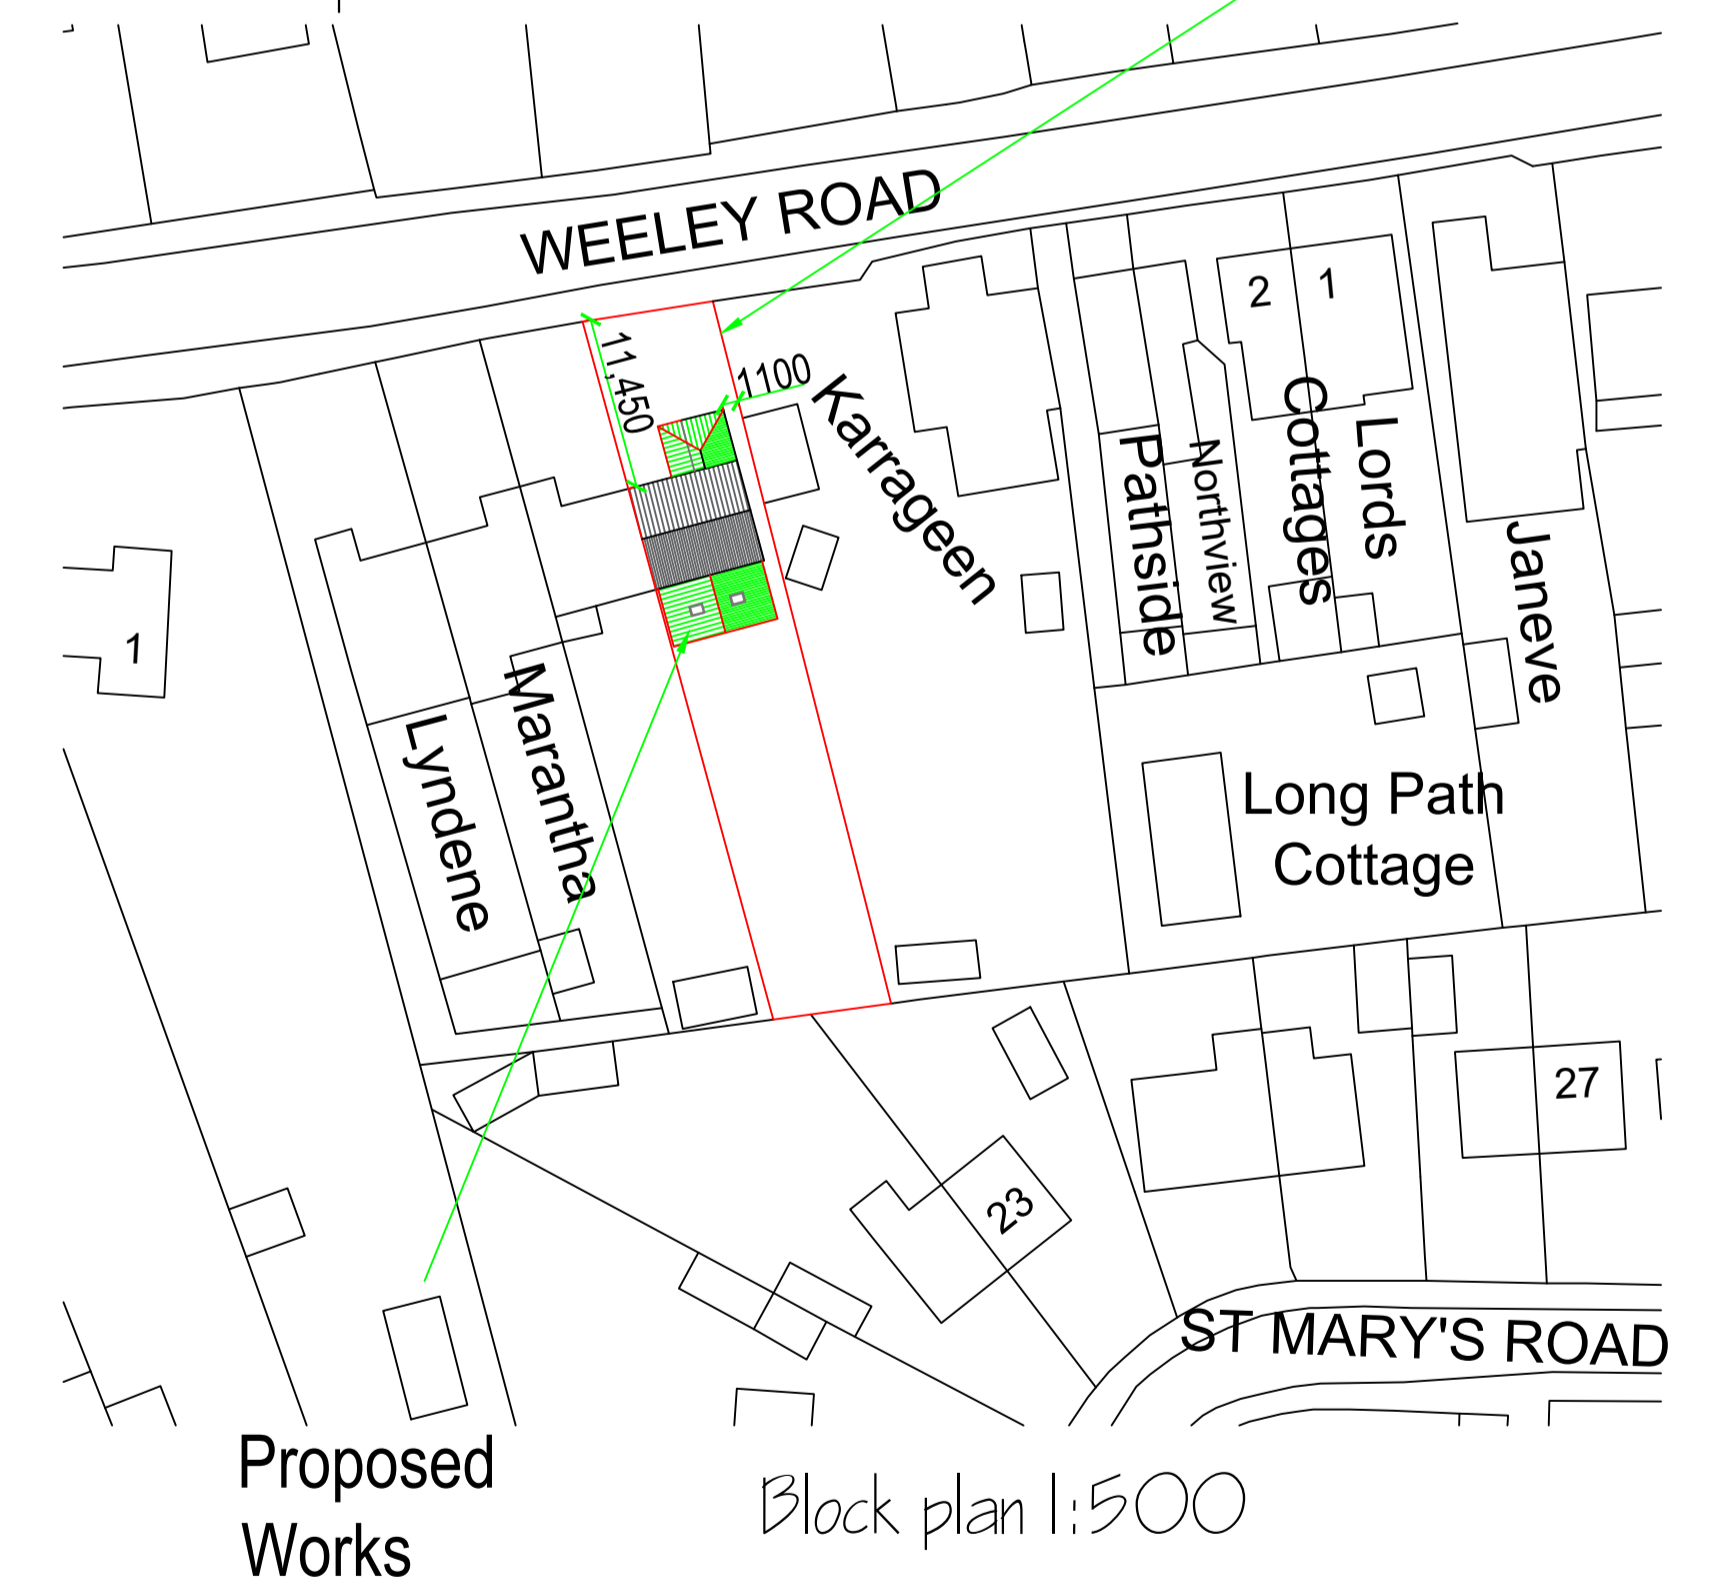 WEELEY ROAD
11,450
1100
Karrageen
2
1
Lords
Cottages
Pathside
Northview
Janeve
1
Lyndene
Marantha
Long Path
Cottage
27
23
ST MARY'S ROAD
Proposed
Works
Block plan 1:500